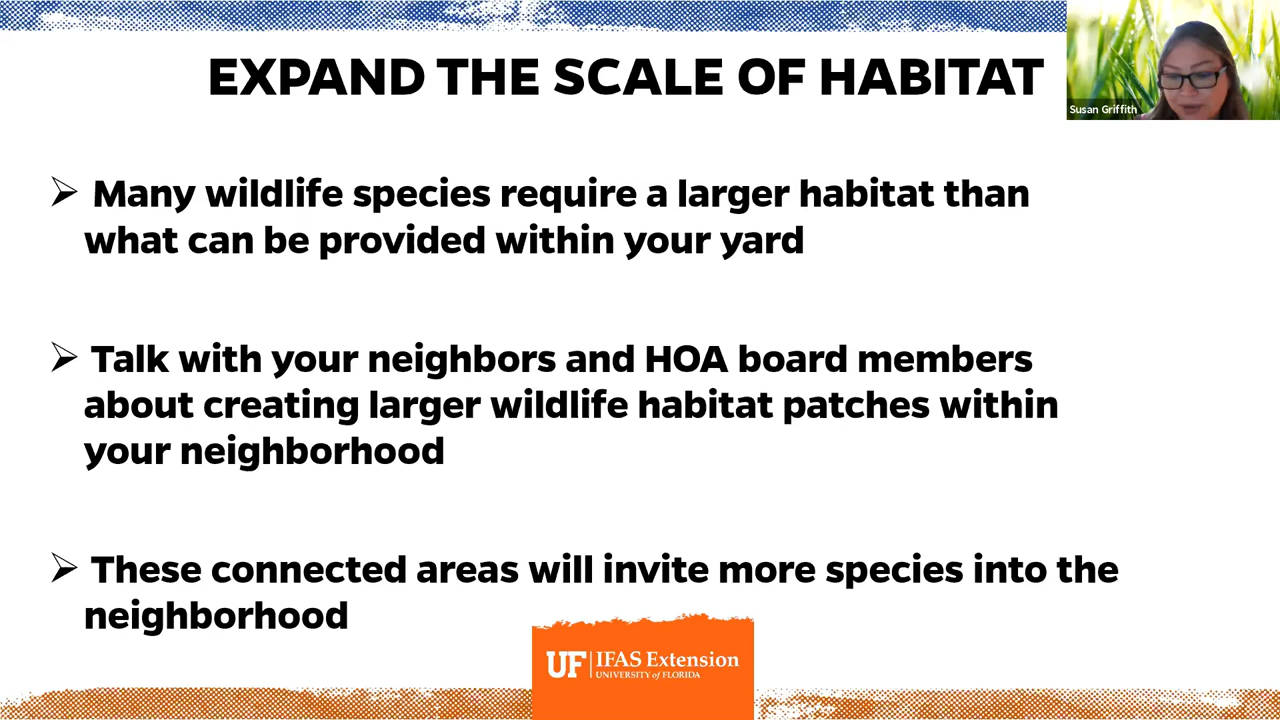 EXPAND THE SCALE OF HABITAT
Susan Griffith
➢ Many wildlife species require a larger habitat than
what can be provided within your yard
➢ Talk with your neighbors and HOA board members
about creating larger wildlife habitat patches within
your neighborhood
➢ These connected areas will invite more species into the
neighborhood
UF IFAS Extension
UNIVERSITY of FLORIDA